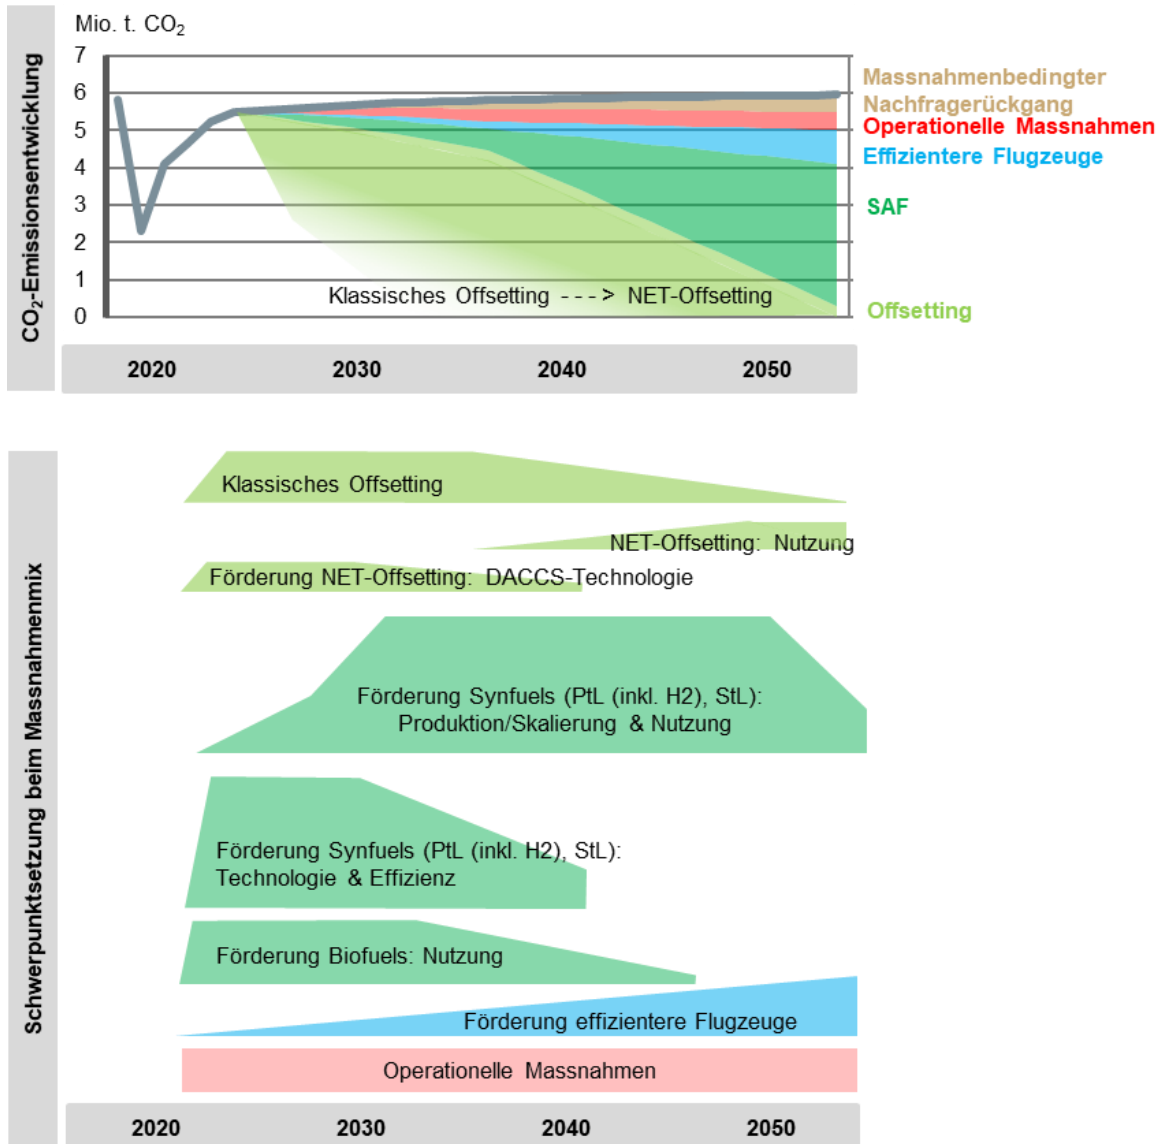 Mio. t. CO₂
CO₂-Emissionsentwicklung
7
6
5
4
3
2
1
0
Massnahmenbedingter
Nachfragerückgang
Operationelle Massnahmen
Effizientere Flugzeuge
SAF
Offsetting
Klassisches Offsetting ---> NET-Offsetting
2020 2030 2040 2050
Schwerpunktsetzung beim Massnahmenmix
Klassisches Offsetting
NET-Offsetting: Nutzung
Förderung NET-Offsetting: DACCS-Technologie
Förderung Synfuels (PtL (inkl. H2), StL):
Produktion/Skalierung & Nutzung
Förderung Synfuels (PtL (inkl. H2), StL):
Technologie & Effizienz
Förderung Biofuels: Nutzung
Förderung effizientere Flugzeuge
Operationelle Massnahmen
2020 2030 2040 2050